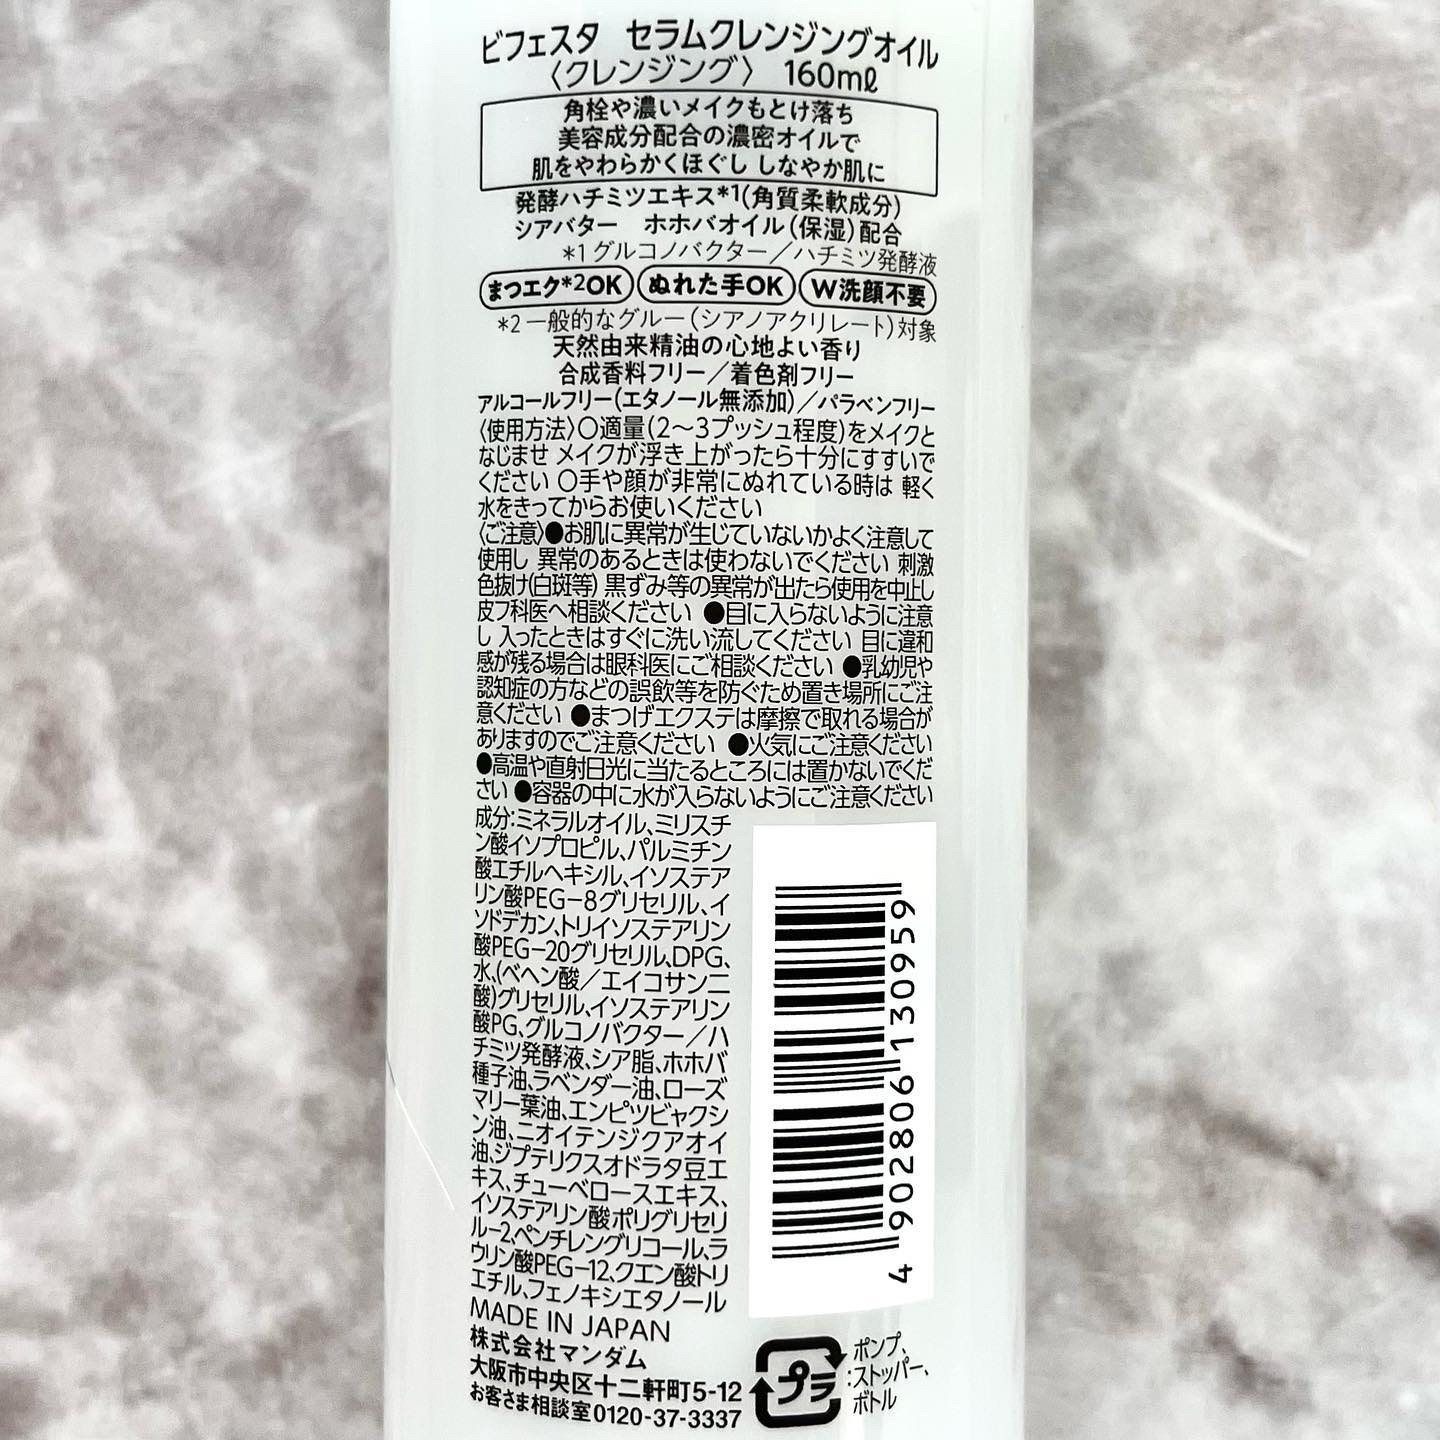 ビフェスタ　セラムクレンジングオイル
〈クレンジング〉　160mℓ
角栓や濃いメイクもとけ落ち
美容成分配合の濃密オイルで
肌をやわらかくほぐし しなやか肌に
発酵ハチミツエキス*1(角質柔軟成分)
シアバター　ホホバオイル(保湿)配合
*1 グルコノバクター／ハチミツ発酵液
まつエク*2OK ぬれた手OK W洗顔不要
*2 一般的なグルー(シアノアクリレート)対象
天然由来精油の心地よい香り
合成香料フリー／着色剤フリー
アルコールフリー(エタノール無添加)／パラベンフリー
〈使用方法〉○適量(2〜3プッシュ程度)をメイクと
なじませ メイクが浮き上がったら十分にすすいで
ください ○手や顔が非常にぬれている時は 軽く
水をきってからお使いください
〈ご注意〉●お肌に異常が生じていないかよく注意して
使用し 異常のあるときは使わないでください 刺激
色抜け(白斑等) 黒ずみ等の異常が出たら使用を中止し
皮フ科医へ相談ください ●目に入らないように注意
し 入ったときはすぐに洗い流してください 目に違和
感が残る場合は眼科医にご相談ください ●乳幼児や
認知症の方などの誤飲等を防ぐため置き場所にご注
意ください ●まつげエクステは摩擦で取れる場合が
ありますのでご注意ください ●火気にご注意ください
●高温や直射日光に当たるところには置かないでくだ
さい ●容器の中に水が入らないようにご注意ください
成分:ミネラルオイル、ミリスチ
ン酸イソプロピル、パルミチン
酸エチルヘキシル、イソステア
リン酸PEG－8グリセリル、イ
ソドデカン、トリイソステアリン
酸PEG－20グリセリル、DPG、
水、(ベヘン酸／エイコサン二
酸)グリセリル、イソステアリン
酸PG、グルコノバクター／ハ
チミツ発酵液、シア脂、ホホバ
種子油、ラベンダー油、ローズ
マリー葉油、エンピツビャクシ
ン油、ニオイテンジクアオイ
油、ジプテリクスオドラタ豆エ
キス、チューベロースエキス、
イソステアリン酸ポリグリセリ
ル－2、ペンチレングリコール、ラ
ウリン酸PEG－12、クエン酸トリ
エチル、フェノキシエタノール
MADE IN JAPAN
株式会社マンダム
大阪市中央区十二軒町5-12
お客さま相談室0120-37-3337
4 902806 130959
プラ
ポンプ、
:ストッパー、
ボトル